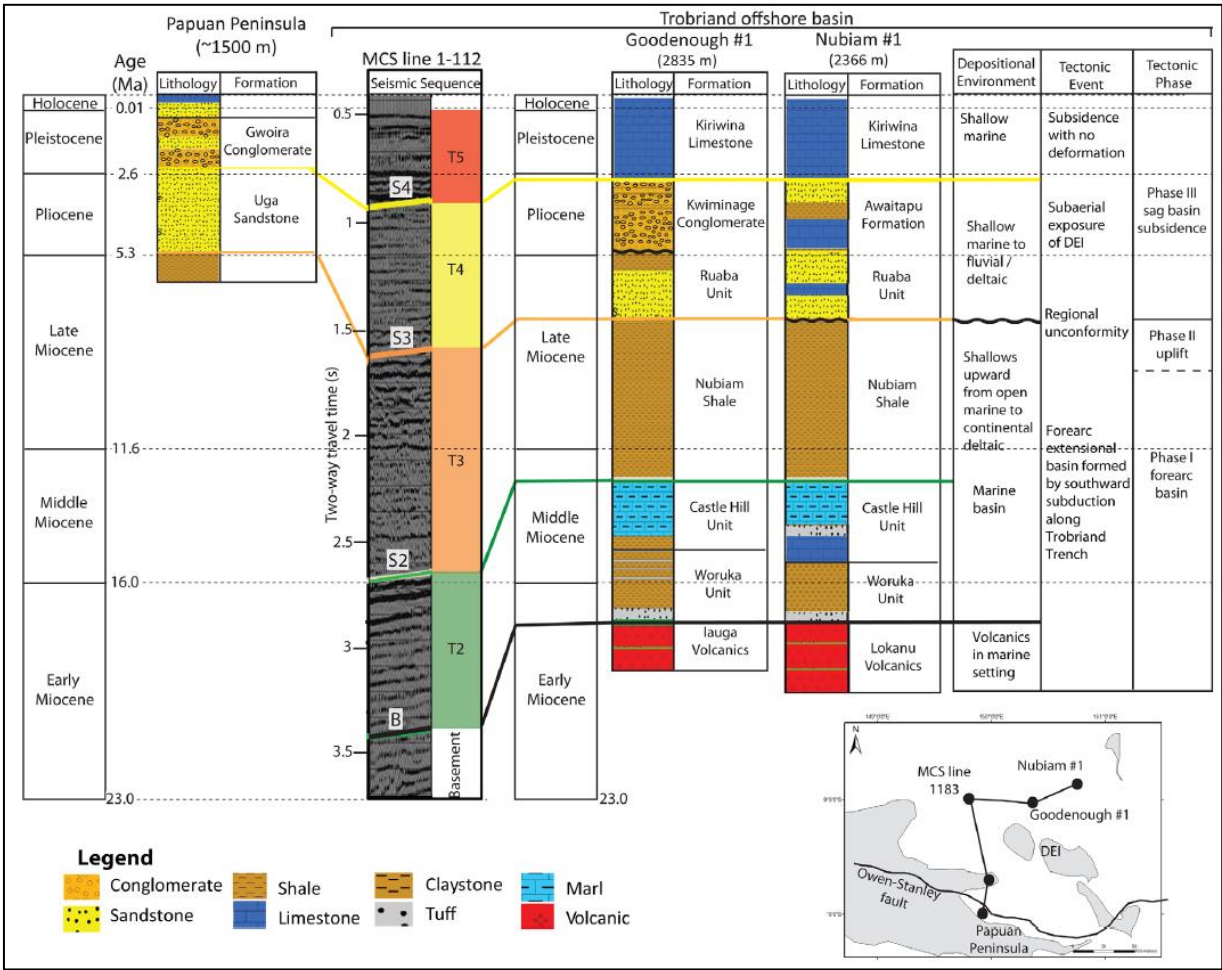 Trobriand offshore basin
Papuan Peninsula
(~1500 m)
Age
(Ma)
Lithology
Formation
Holocene
0.01
Pleistocene
2.6
Pliocene
5.3
Late
Miocene
11.6
Middle
Miocene
16.0
Early
Miocene
23.0
Gwoira
Conglomerate
Uga
Sandstone
MCS line 1-112
Seismic Sequence
Two-way travel time (s)
0.5
1
1.5
2
2.5
3
3.5
S4
S3
S2
B
T5
T4
T3
T2
Basement
Holocene
Pleistocene
Pliocene
Late
Miocene
Middle
Miocene
Early
Miocene
23.0
Goodenough #1
(2835 m)
Lithology
Formation
Kiriwina
Limestone
Kwiminage
Conglomerate
Ruaba
Unit
Nubiam
Shale
Castle Hill
Unit
Woruka
Unit
Iauga
Volcanics
Nubiam #1
(2366 m)
Lithology
Formation
Kiriwina
Limestone
Awaitapu
Formation
Ruaba
Unit
Nubiam
Shale
Castle Hill
Unit
Woruka
Unit
Lokanu
Volcanics
Depositional
Environment
Shallow
marine
Shallow
marine to
fluvial /
deltaic
Shallows
upward
from open
marine to
continental
deltaic
Marine
basin
Volcanics
in marine
setting
Tectonic
Event
Subsidence
with no
deformation
Subaerial
exposure
of DEI
Regional
unconformity
Forearc
extensional
basin formed
by southward
subduction
along
Trobriand
Trench
Tectonic
Phase
Phase III
sag basin
subsidence
Phase II
uplift
Phase I
forearc
basin
Legend
Conglomerate
Shale
Claystone
Marl
Sandstone
Limestone
Tuff
Volcanic
N
150°0'0"E
151°0'0"E
MCS line
1183
Nubiam #1
Goodenough #1
DEI
Owen-Stanley
fault
Papuan
Peninsula